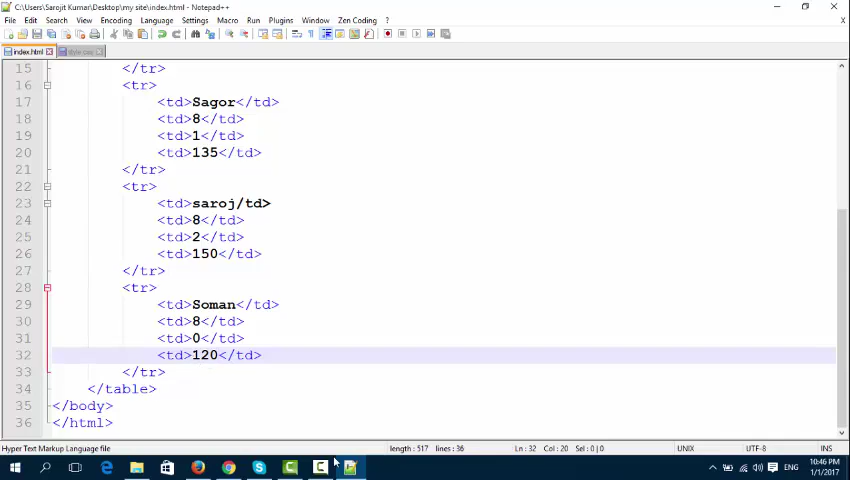 C:\Users\Sarojit Kumar\Desktop\my site\index.html - Notepad++
File Edit Search View Encoding Language Settings Macro Run Plugins Window Zen Coding ?
index.html style.css
15 </tr>
16 <tr>
17 <td>Sagor</td>
18 <td>8</td>
19 <td>1</td>
20 <td>135</td>
21 </tr>
22 <tr>
23 <td>saroj/td>
24 <td>8</td>
25 <td>2</td>
26 <td>150</td>
27 </tr>
28 <tr>
29 <td>Soman</td>
30 <td>8</td>
31 <td>0</td>
32 <td>120</td>
33 </tr>
34 </table>
35 </body>
36 </html>
Hyper Text Markup Language file length : 517 lines : 36 Ln : 32 Col : 20 Sel : 0 | 0 UNIX UTF-8 INS
ENG 10:46 PM
1/1/2017